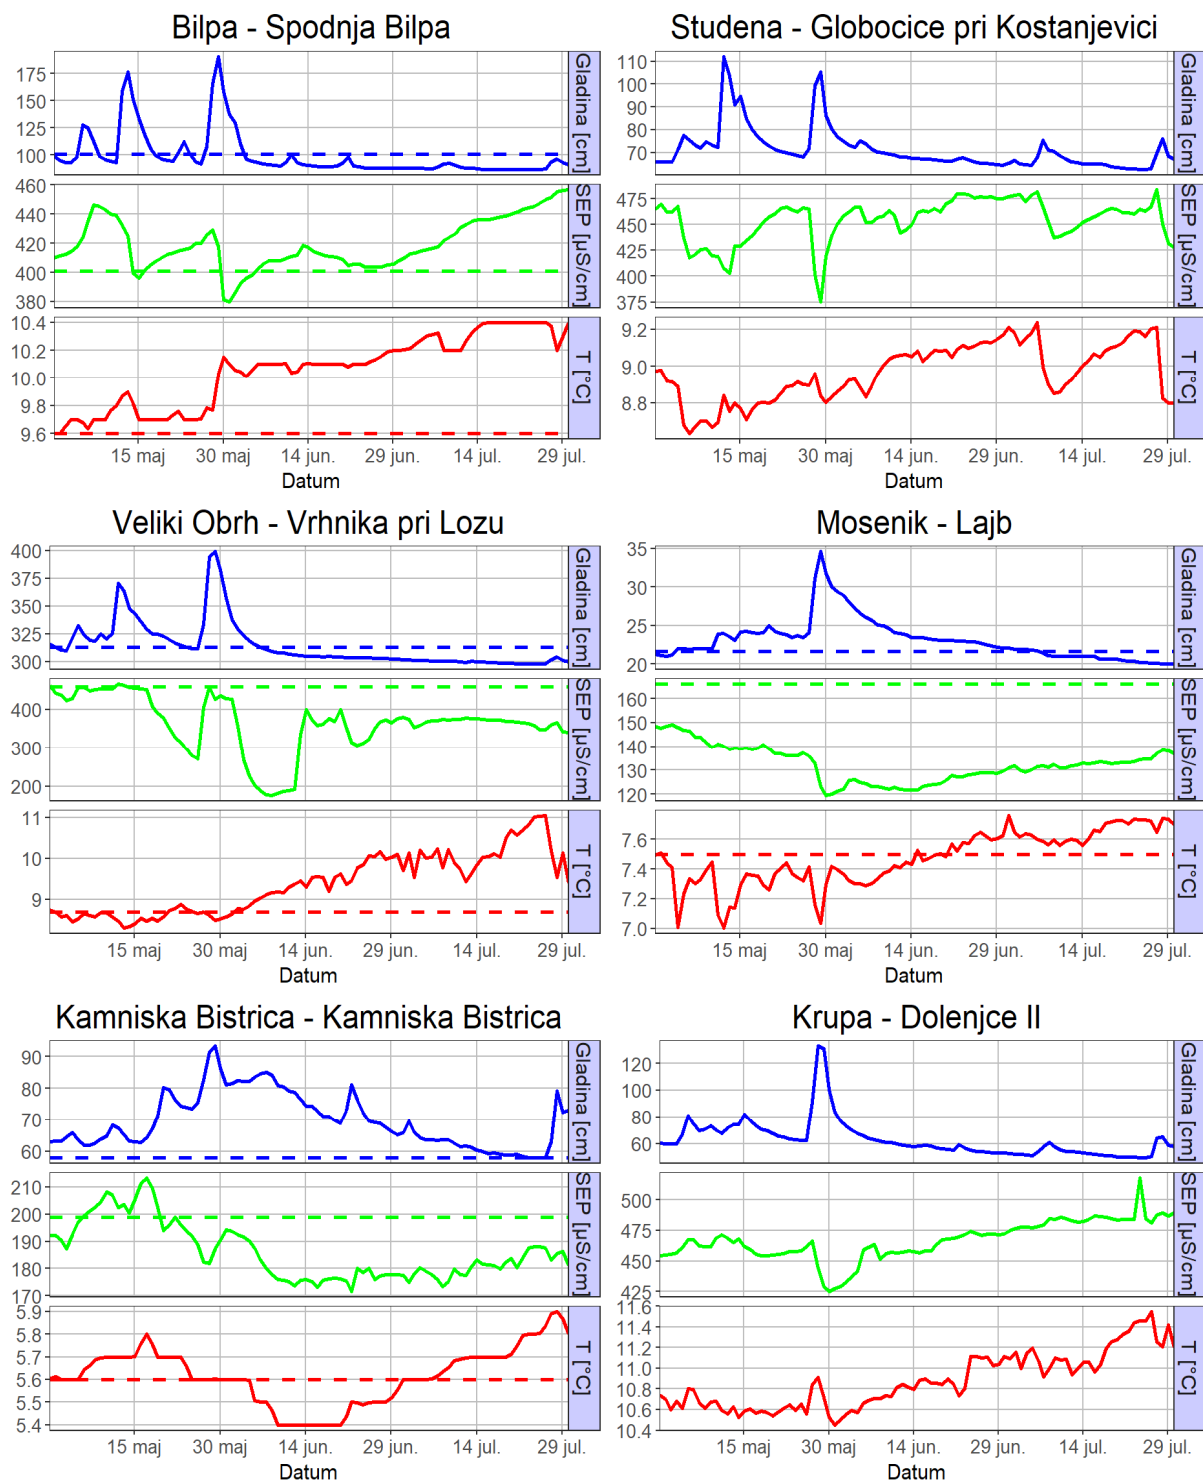 Bilpa - Spodnja Bilpa
175
150
125
100
Gladina [cm]
460
440
420
400
380
SEP [µS/cm]
10.4
10.2
10.0
9.8
9.6
T [°C]
15 maj 30 maj 14 jun. 29 jun. 14 jul. 29 jul.
Datum
Studena - Globocice pri Kostanjevici
110
100
90
80
70
Gladina [cm]
475
450
425
400
375
SEP [µS/cm]
9.2
9.0
8.8
T [°C]
15 maj 30 maj 14 jun. 29 jun. 14 jul. 29 jul.
Datum
Veliki Obrh - Vrhnika pri Lozu
400
375
350
325
300
Gladina [cm]
400
300
200
SEP [µS/cm]
11
10
9
T [°C]
15 maj 30 maj 14 jun. 29 jun. 14 jul. 29 jul.
Datum
Mosenik - Lajb
35
30
25
20
Gladina [cm]
160
150
140
130
120
SEP [µS/cm]
7.6
7.4
7.2
7.0
T [°C]
15 maj 30 maj 14 jun. 29 jun. 14 jul. 29 jul.
Datum
Kamniska Bistrica - Kamniska Bistrica
90
80
70
60
Gladina [cm]
210
200
190
180
170
SEP [µS/cm]
5.9
5.8
5.7
5.6
5.5
5.4
T [°C]
15 maj 30 maj 14 jun. 29 jun. 14 jul. 29 jul.
Datum
Krupa - Dolenjce II
120
100
80
60
Gladina [cm]
500
475
450
425
SEP [µS/cm]
11.6
11.2
11.0
10.8
10.6
10.4
T [°C]
15 maj 30 maj 14 jun. 29 jun. 14 jul. 29 jul.
Datum